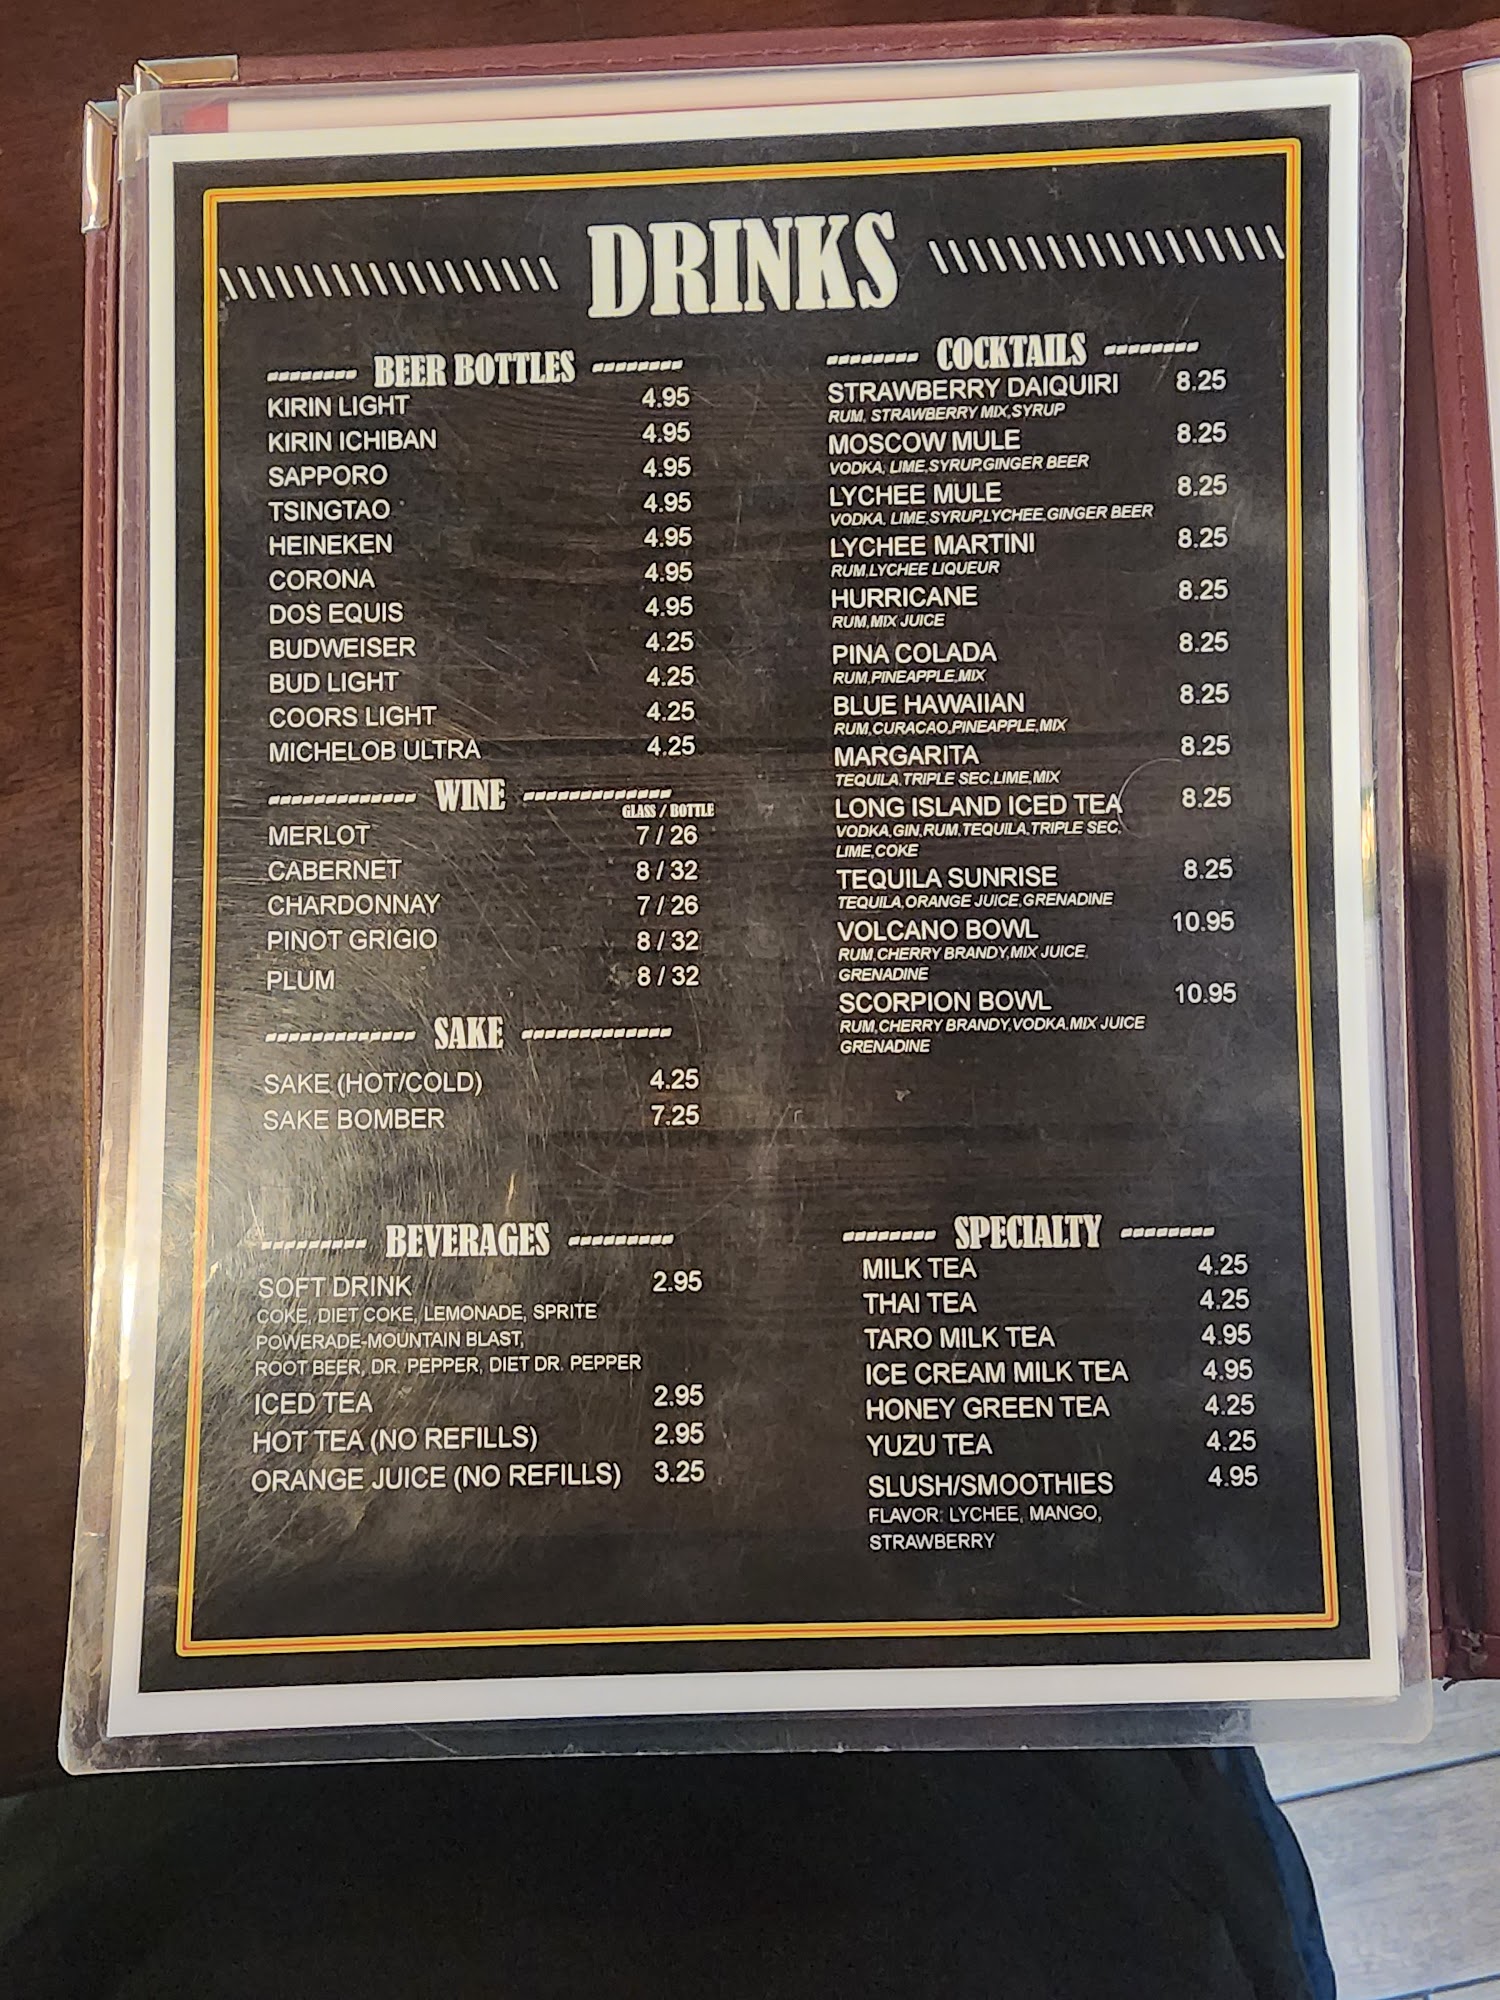 DRINKS
BEER BOTTLES
KIRIN LIGHT 4.95
KIRIN ICHIBAN 4.95
SAPPORO 4.95
TSINGTAO 4.95
HEINEKEN 4.95
CORONA 4.95
DOS EQUIS 4.95
BUDWEISER 4.25
BUD LIGHT 4.25
COORS LIGHT 4.25
MICHELOB ULTRA 4.25
WINE
GLASS / BOTTLE
MERLOT 7 / 26
CABERNET 8 / 32
CHARDONNAY 7 / 26
PINOT GRIGIO 8 / 32
PLUM 8 / 32
SAKE
SAKE (HOT/COLD) 4.25
SAKE BOMBER 7.25
COCKTAILS
STRAWBERRY DAIQUIRI 8.25
RUM, STRAWBERRY MIX,SYRUP
MOSCOW MULE 8.25
VODKA, LIME,SYRUP,GINGER BEER
LYCHEE MULE 8.25
VODKA, LIME,SYRUP,LYCHEE,GINGER BEER
LYCHEE MARTINI 8.25
RUM,LYCHEE LIQUEUR
HURRICANE 8.25
RUM,MIX JUICE
PINA COLADA 8.25
RUM,PINEAPPLE,MIX
BLUE HAWAIIAN 8.25
RUM,CURACAO,PINEAPPLE,MIX
MARGARITA 8.25
TEQUILA,TRIPLE SEC,LIME,MIX
LONG ISLAND ICED TEA 8.25
VODKA,GIN,RUM,TEQUILA,TRIPLE SEC,
LIME,COKE
TEQUILA SUNRISE 8.25
TEQUILA,ORANGE JUICE,GRENADINE
VOLCANO BOWL 10.95
RUM,CHERRY BRANDY,MIX JUICE,
GRENADINE
SCORPION BOWL 10.95
RUM,CHERRY BRANDY,VODKA,MIX JUICE
GRENADINE
BEVERAGES
SOFT DRINK 2.95
COKE, DIET COKE, LEMONADE, SPRITE
POWERADE-MOUNTAIN BLAST,
ROOT BEER, DR. PEPPER, DIET DR. PEPPER
ICED TEA 2.95
HOT TEA (NO REFILLS) 2.95
ORANGE JUICE (NO REFILLS) 3.25
SPECIALTY
MILK TEA 4.25
THAI TEA 4.25
TARO MILK TEA 4.95
ICE CREAM MILK TEA 4.95
HONEY GREEN TEA 4.25
YUZU TEA 4.25
SLUSH/SMOOTHIES 4.95
FLAVOR: LYCHEE, MANGO,
STRAWBERRY